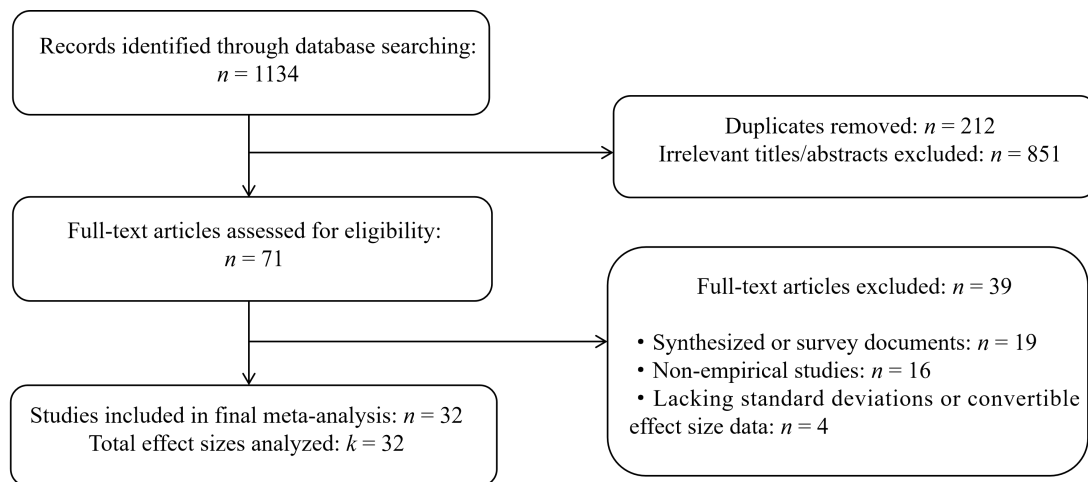 Records identified through database searching:
n = 1134
Duplicates removed: n = 212
Irrelevant titles/abstracts excluded: n = 851
Full-text articles assessed for eligibility:
n = 71
Full-text articles excluded: n = 39
• Synthesized or survey documents: n = 19
• Non-empirical studies: n = 16
• Lacking standard deviations or convertible
effect size data: n = 4
Studies included in final meta-analysis: n = 32
Total effect sizes analyzed: k = 32